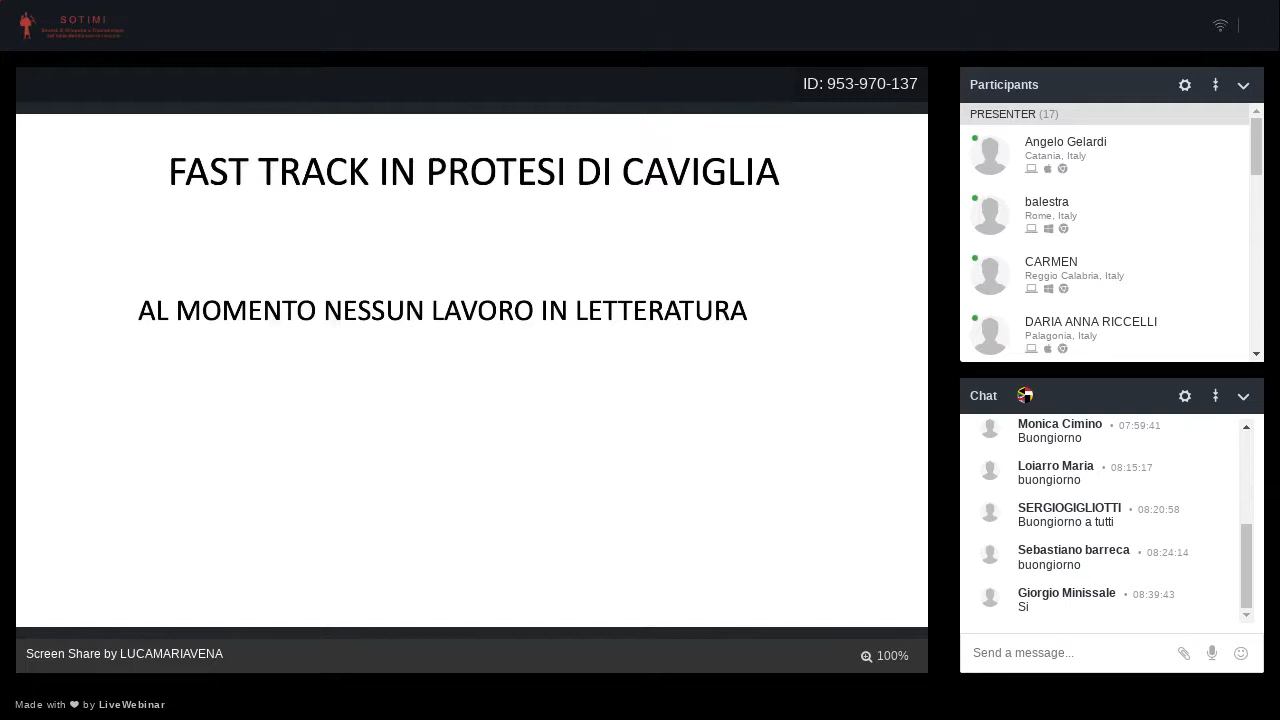 SOTIMI
ID: 953-970-137
FAST TRACK IN PROTESI DI CAVIGLIA
AL MOMENTO NESSUN LAVORO IN LETTERATURA
Screen Share by LUCAMARIAVENA
100%
Participants
PRESENTER (17)
Angelo Gelardi
Catania, Italy
balestra
Rome, Italy
CARMEN
Reggio Calabria, Italy
DARIA ANNA RICCELLI
Palagonia, Italy
Chat
Monica Cimino • 07:59:41
Buongiorno
Loiarro Maria • 08:15:17
buongiorno
SERGIOGIGLIOTTI • 08:20:58
Buongiorno a tutti
Sebastiano barreca • 08:24:14
buongiorno
Giorgio Minissale • 08:39:43
Si
Send a message...
Made with ❤ by LiveWebinar